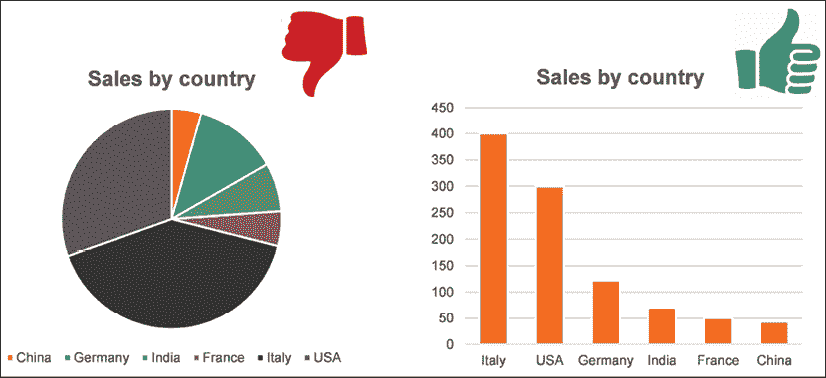 Sales by country
China Germany India France Italy USA
Sales by country
450
400
350
300
250
200
150
100
50
0
Italy USA Germany India France China